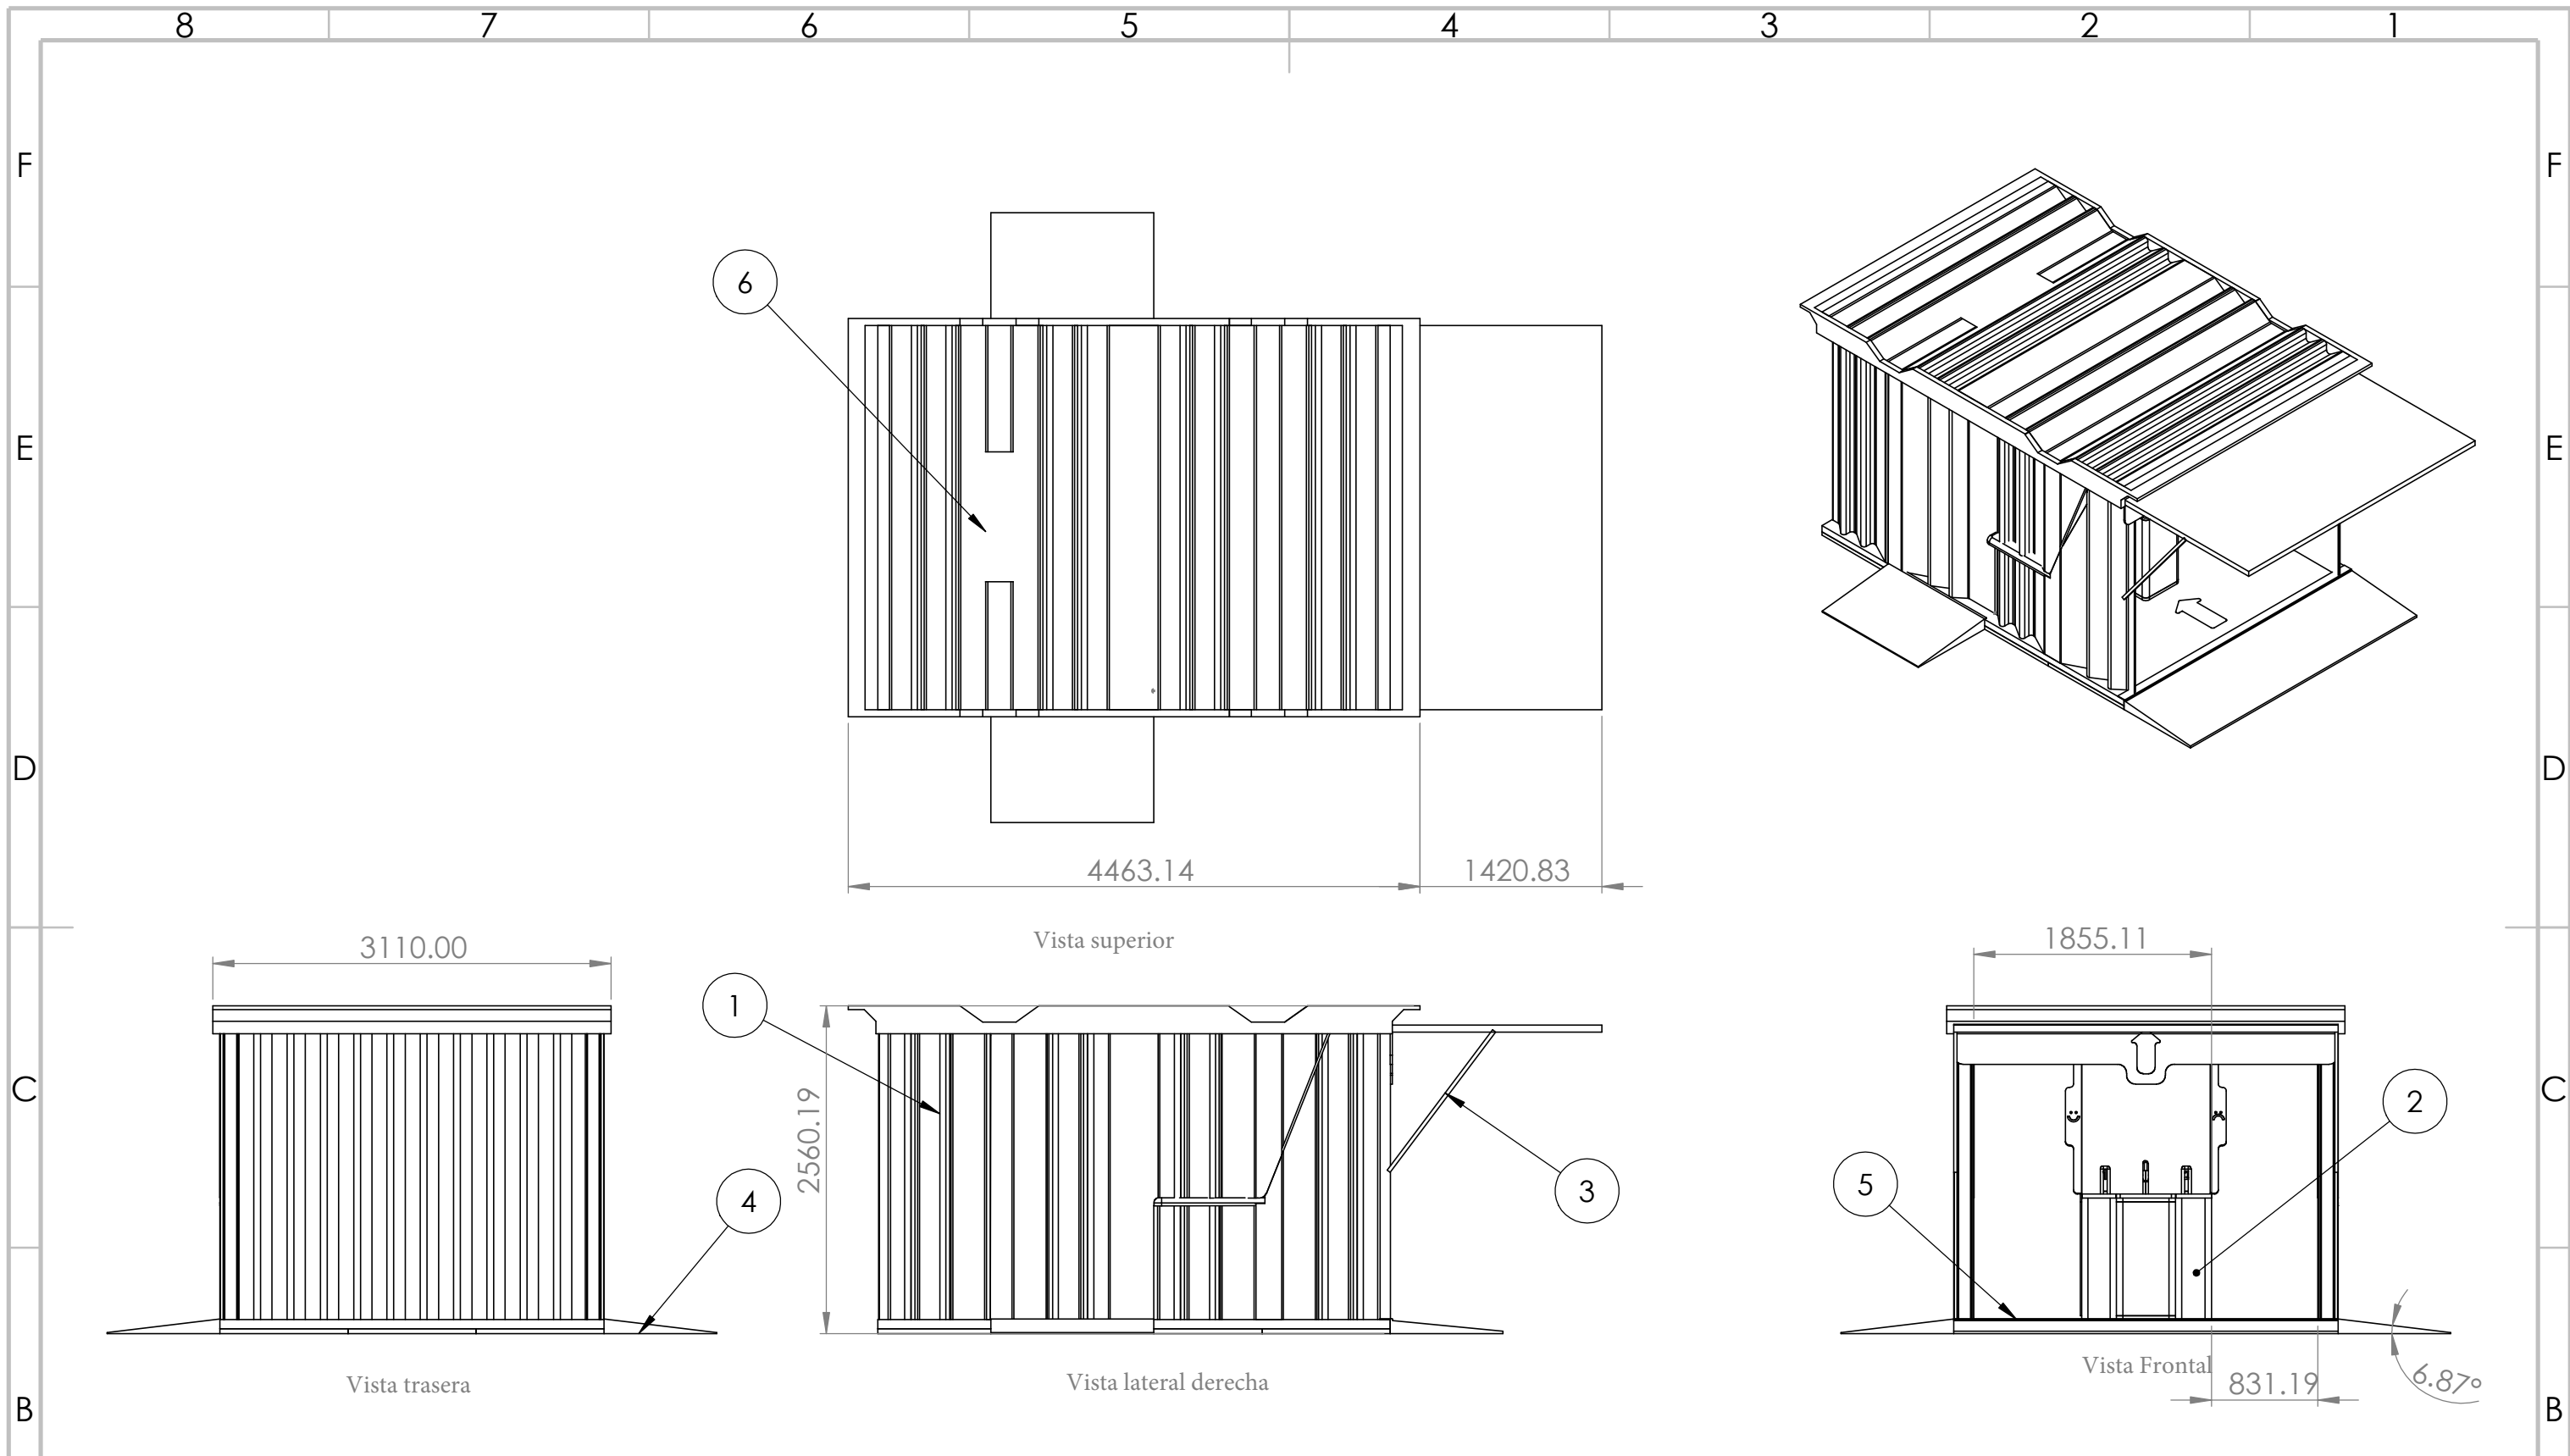 8 7 6 5 4 3 2 1
F F
6
E E
D D
4463.14 1420.83
Vista superior
3110.00
1855.11
1
C C
2560.19
2
3
4
5
Vista trasera
Vista lateral derecha
Vista Frontal
831.19
6.87°
B B